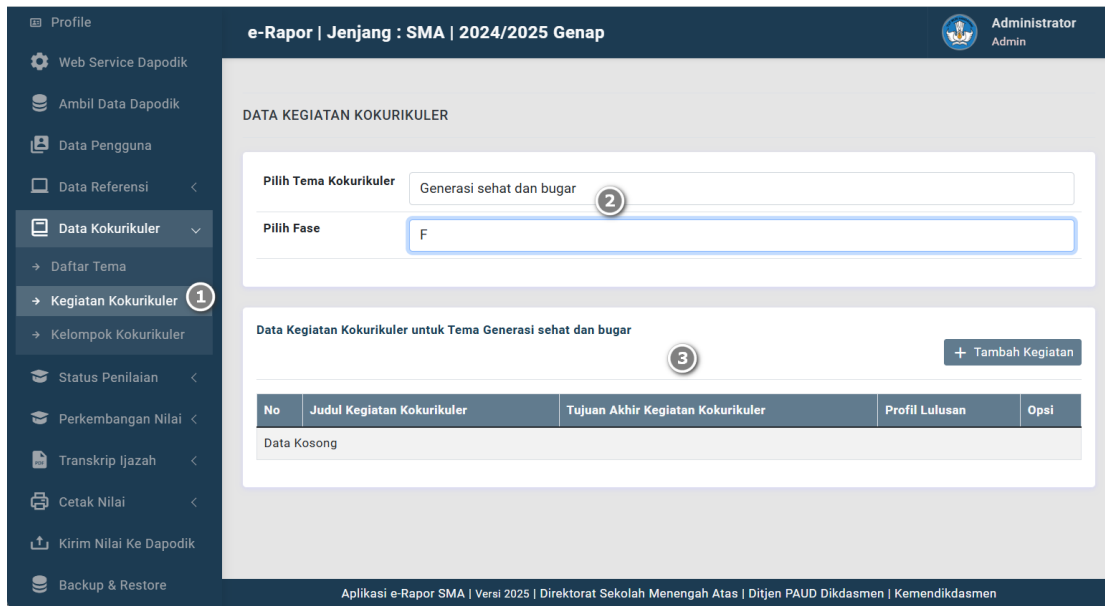 Profile
Web Service Dapodik
Ambil Data Dapodik
Data Pengguna
Data Referensi
Data Kokurikuler
Daftar Tema
Kegiatan Kokurikuler 1
Kelompok Kokurikuler
Status Penilaian
Perkembangan Nilai
Transkrip Ijazah
Cetak Nilai
Kirim Nilai Ke Dapodik
Backup & Restore
e-Rapor | Jenjang : SMA | 2024/2025 Genap
Administrator
Admin
DATA KEGIATAN KOKURIKULER
Pilih Tema Kokurikuler Generasi sehat dan bugar 2
Pilih Fase F
Data Kegiatan Kokurikuler untuk Tema Generasi sehat dan bugar
3
+ Tambah Kegiatan
No Judul Kegiatan Kokurikuler Tujuan Akhir Kegiatan Kokurikuler Profil Lulusan Opsi
Data Kosong
Aplikasi e-Rapor SMA | Versi 2025 | Direktorat Sekolah Menengah Atas | Ditjen PAUD Dikdasmen | Kemendikdasmen